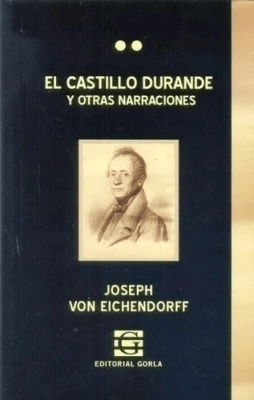 EL CASTILLO DURANDE
Y OTRAS NARRACIONES
JOSEPH
VON EICHENDORFF
G
EDITORIAL GORLA